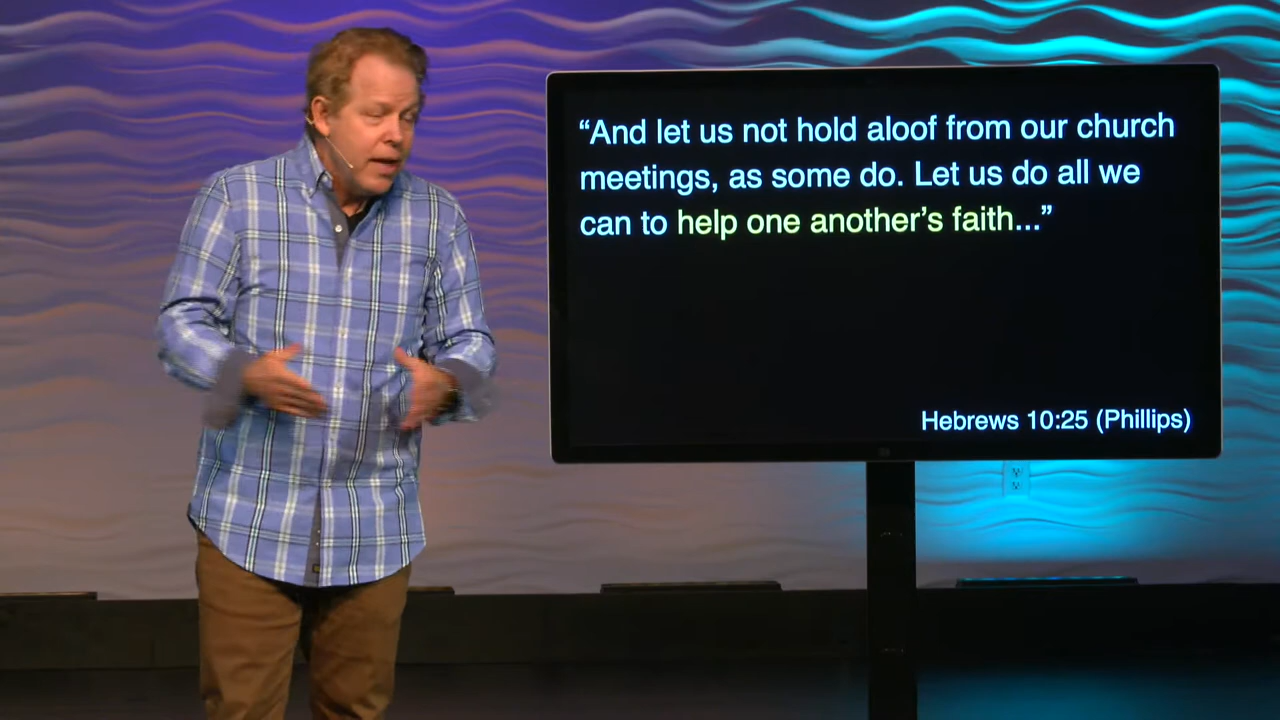 “And let us not hold aloof from our church
meetings, as some do. Let us do all we
can to help one another’s faith...”
Hebrews 10:25 (Phillips)